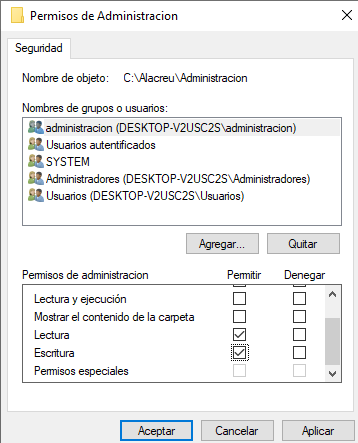 Permisos de Administracion
Seguridad
Nombre de objeto: C:\Alacreu\Administracion
Nombres de grupos o usuarios:
administracion (DESKTOP-V2USC2S\administracion)
Usuarios autentificados
SYSTEM
Administradores (DESKTOP-V2USC2S\Administradores)
Usuarios (DESKTOP-V2USC2S\Usuarios)
Agregar... Quitar
Permisos de administracion Permitir Denegar
Lectura y ejecución
Mostrar el contenido de la carpeta
Lectura
Escritura
Permisos especiales
Aceptar Cancelar Aplicar